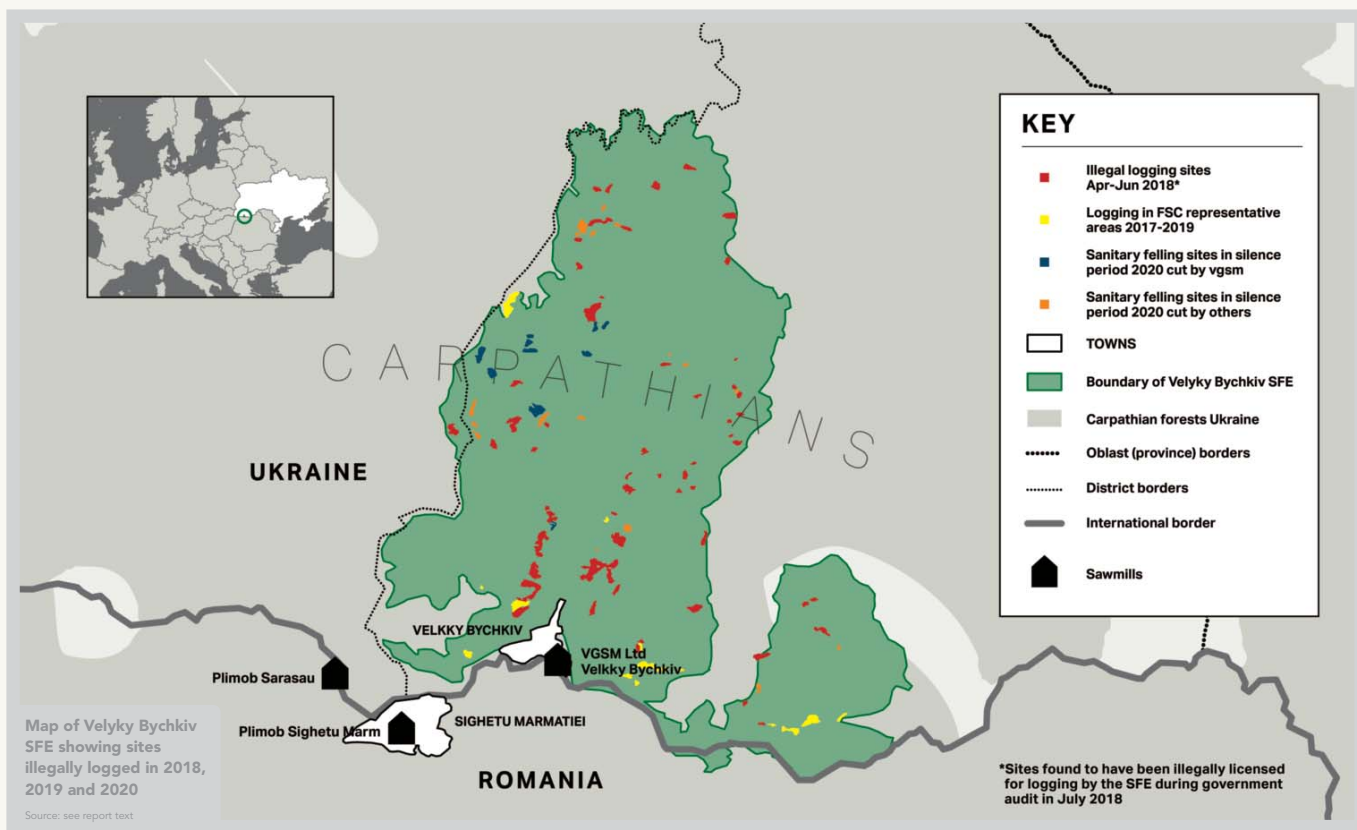 KEY
Illegal logging sites
Apr-Jun 2018*
Logging in FSC representative
areas 2017-2019
Sanitary felling sites in silence
period 2020 cut by vgsm
Sanitary felling sites in silence
period 2020 cut by others
TOWNS
Boundary of Velyky Bychkiv SFE
Carpathian forests Ukraine
Oblast (province) borders
District borders
International border
Sawmills
CARPATHIANS
UKRAINE
VELKKY BYCHKIV
VGSM Ltd
Velkky Bychkiv
Plimob Sarasau
SIGHETU MARMATIEI
Plimob Sighetu Marm
ROMANIA
Map of Velyky Bychkiv
SFE showing sites
illegally logged in 2018,
2019 and 2020
Source: see report text
*Sites found to have been illegally licensed
for logging by the SFE during government
audit in July 2018